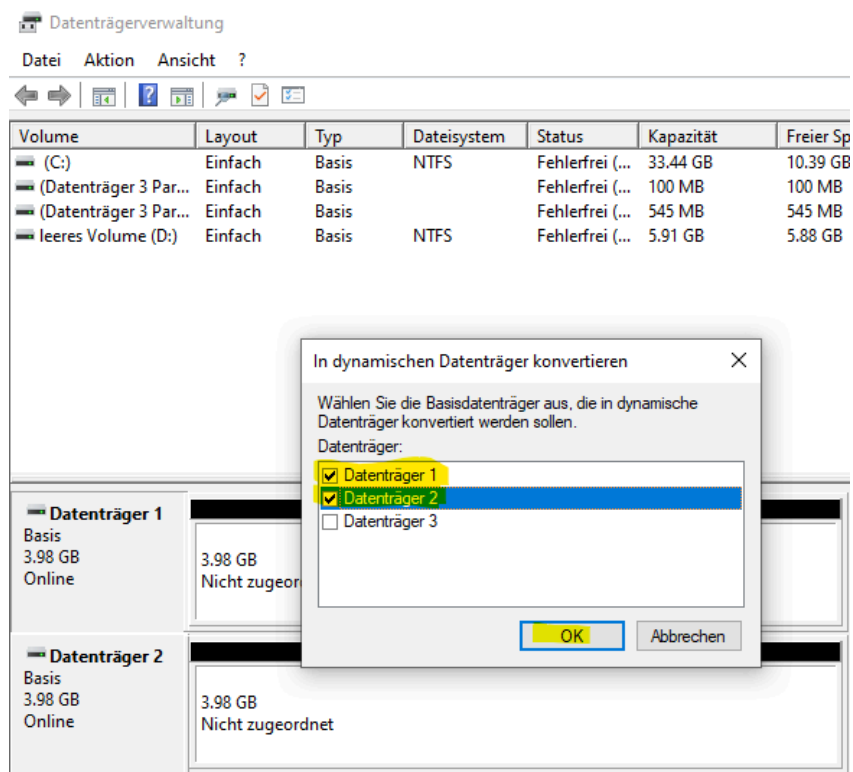 Datenträgerverwaltung
Datei Aktion Ansicht ?
Volume Layout Typ Dateisystem Status Kapazität Freier Sp
(C:) Einfach Basis NTFS Fehlerfrei (... 33.44 GB 10.39 GB
(Datenträger 3 Par... Einfach Basis Fehlerfrei (... 100 MB 100 MB
(Datenträger 3 Par... Einfach Basis Fehlerfrei (... 545 MB 545 MB
leeres Volume (D:) Einfach Basis NTFS Fehlerfrei (... 5.91 GB 5.88 GB
In dynamischen Datenträger konvertieren
Wählen Sie die Basisdatenträger aus, die in dynamische
Datenträger konvertiert werden sollen.
Datenträger:
Datenträger 1
Datenträger 2
Datenträger 3
OK Abbrechen
Datenträger 1
Basis
3.98 GB
Online
3.98 GB
Nicht zugeor
Datenträger 2
Basis
3.98 GB
Online
3.98 GB
Nicht zugeordnet